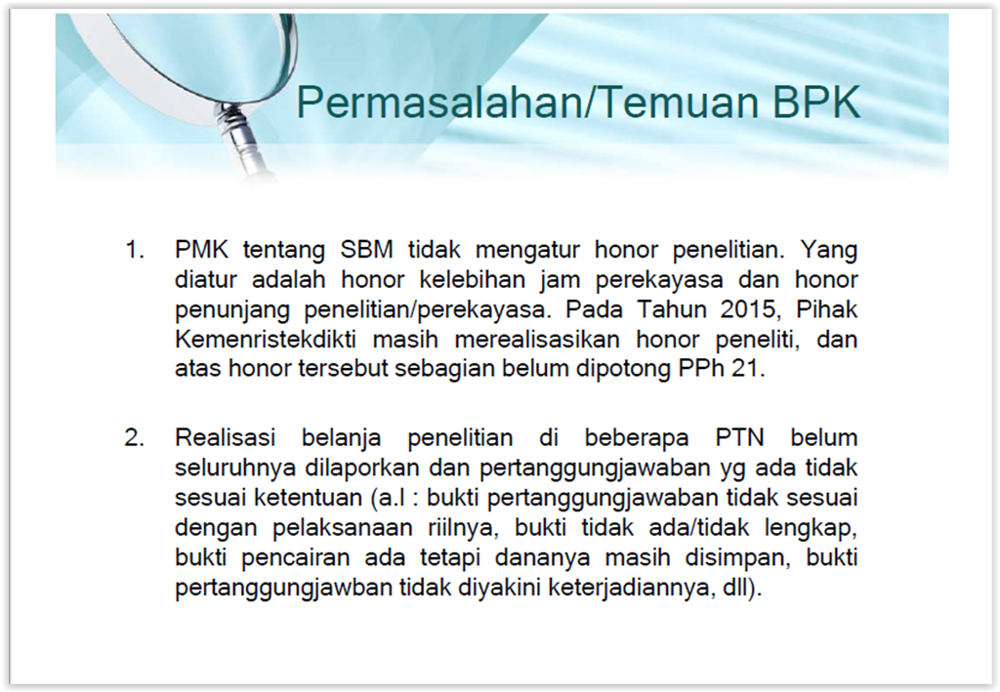 Permasalahan/Temuan BPK
1. PMK tentang SBM tidak mengatur honor penelitian. Yang
diatur adalah honor kelebihan jam perekayasa dan honor
penunjang penelitian/perekayasa. Pada Tahun 2015, Pihak
Kemenristekdikti masih merealisasikan honor peneliti, dan
atas honor tersebut sebagian belum dipotong PPh 21.
2. Realisasi belanja penelitian di beberapa PTN belum
seluruhnya dilaporkan dan pertanggungjawaban yg ada tidak
sesuai ketentuan (a.l : bukti pertanggungjawaban tidak sesuai
dengan pelaksanaan riilnya, bukti tidak ada/tidak lengkap,
bukti pencairan ada tetapi dananya masih disimpan, bukti
pertanggungjawban tidak diyakini keterjadiannya, dll).